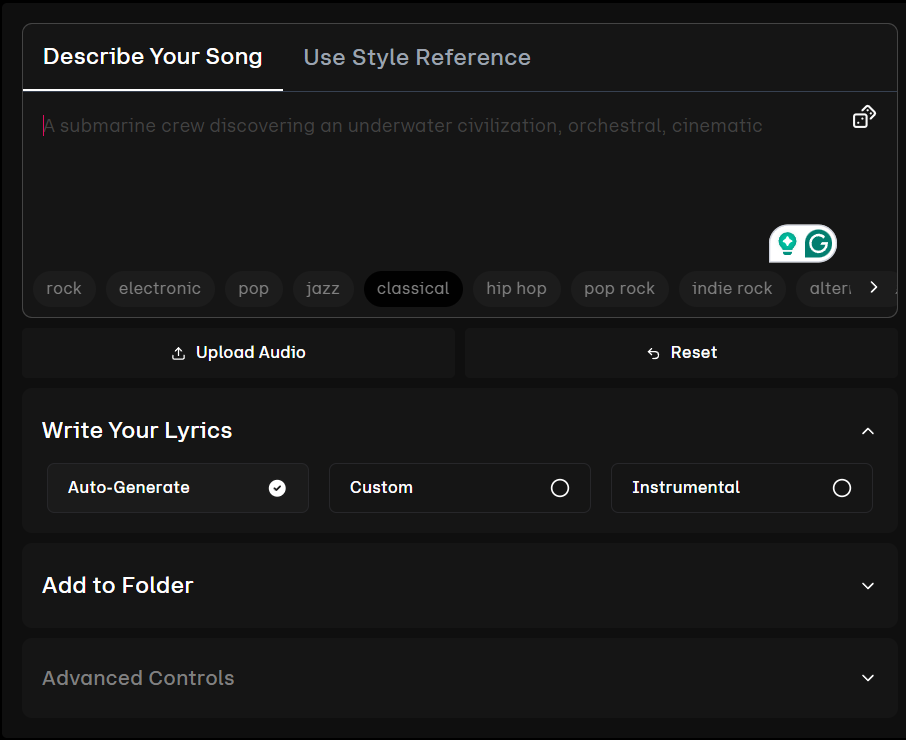 Describe Your Song Use Style Reference
A submarine crew discovering an underwater civilization, orchestral, cinematic
rock electronic pop jazz classical hip hop pop rock indie rock
Upload Audio Reset
Write Your Lyrics
Auto-Generate Custom Instrumental
Add to Folder
Advanced Controls